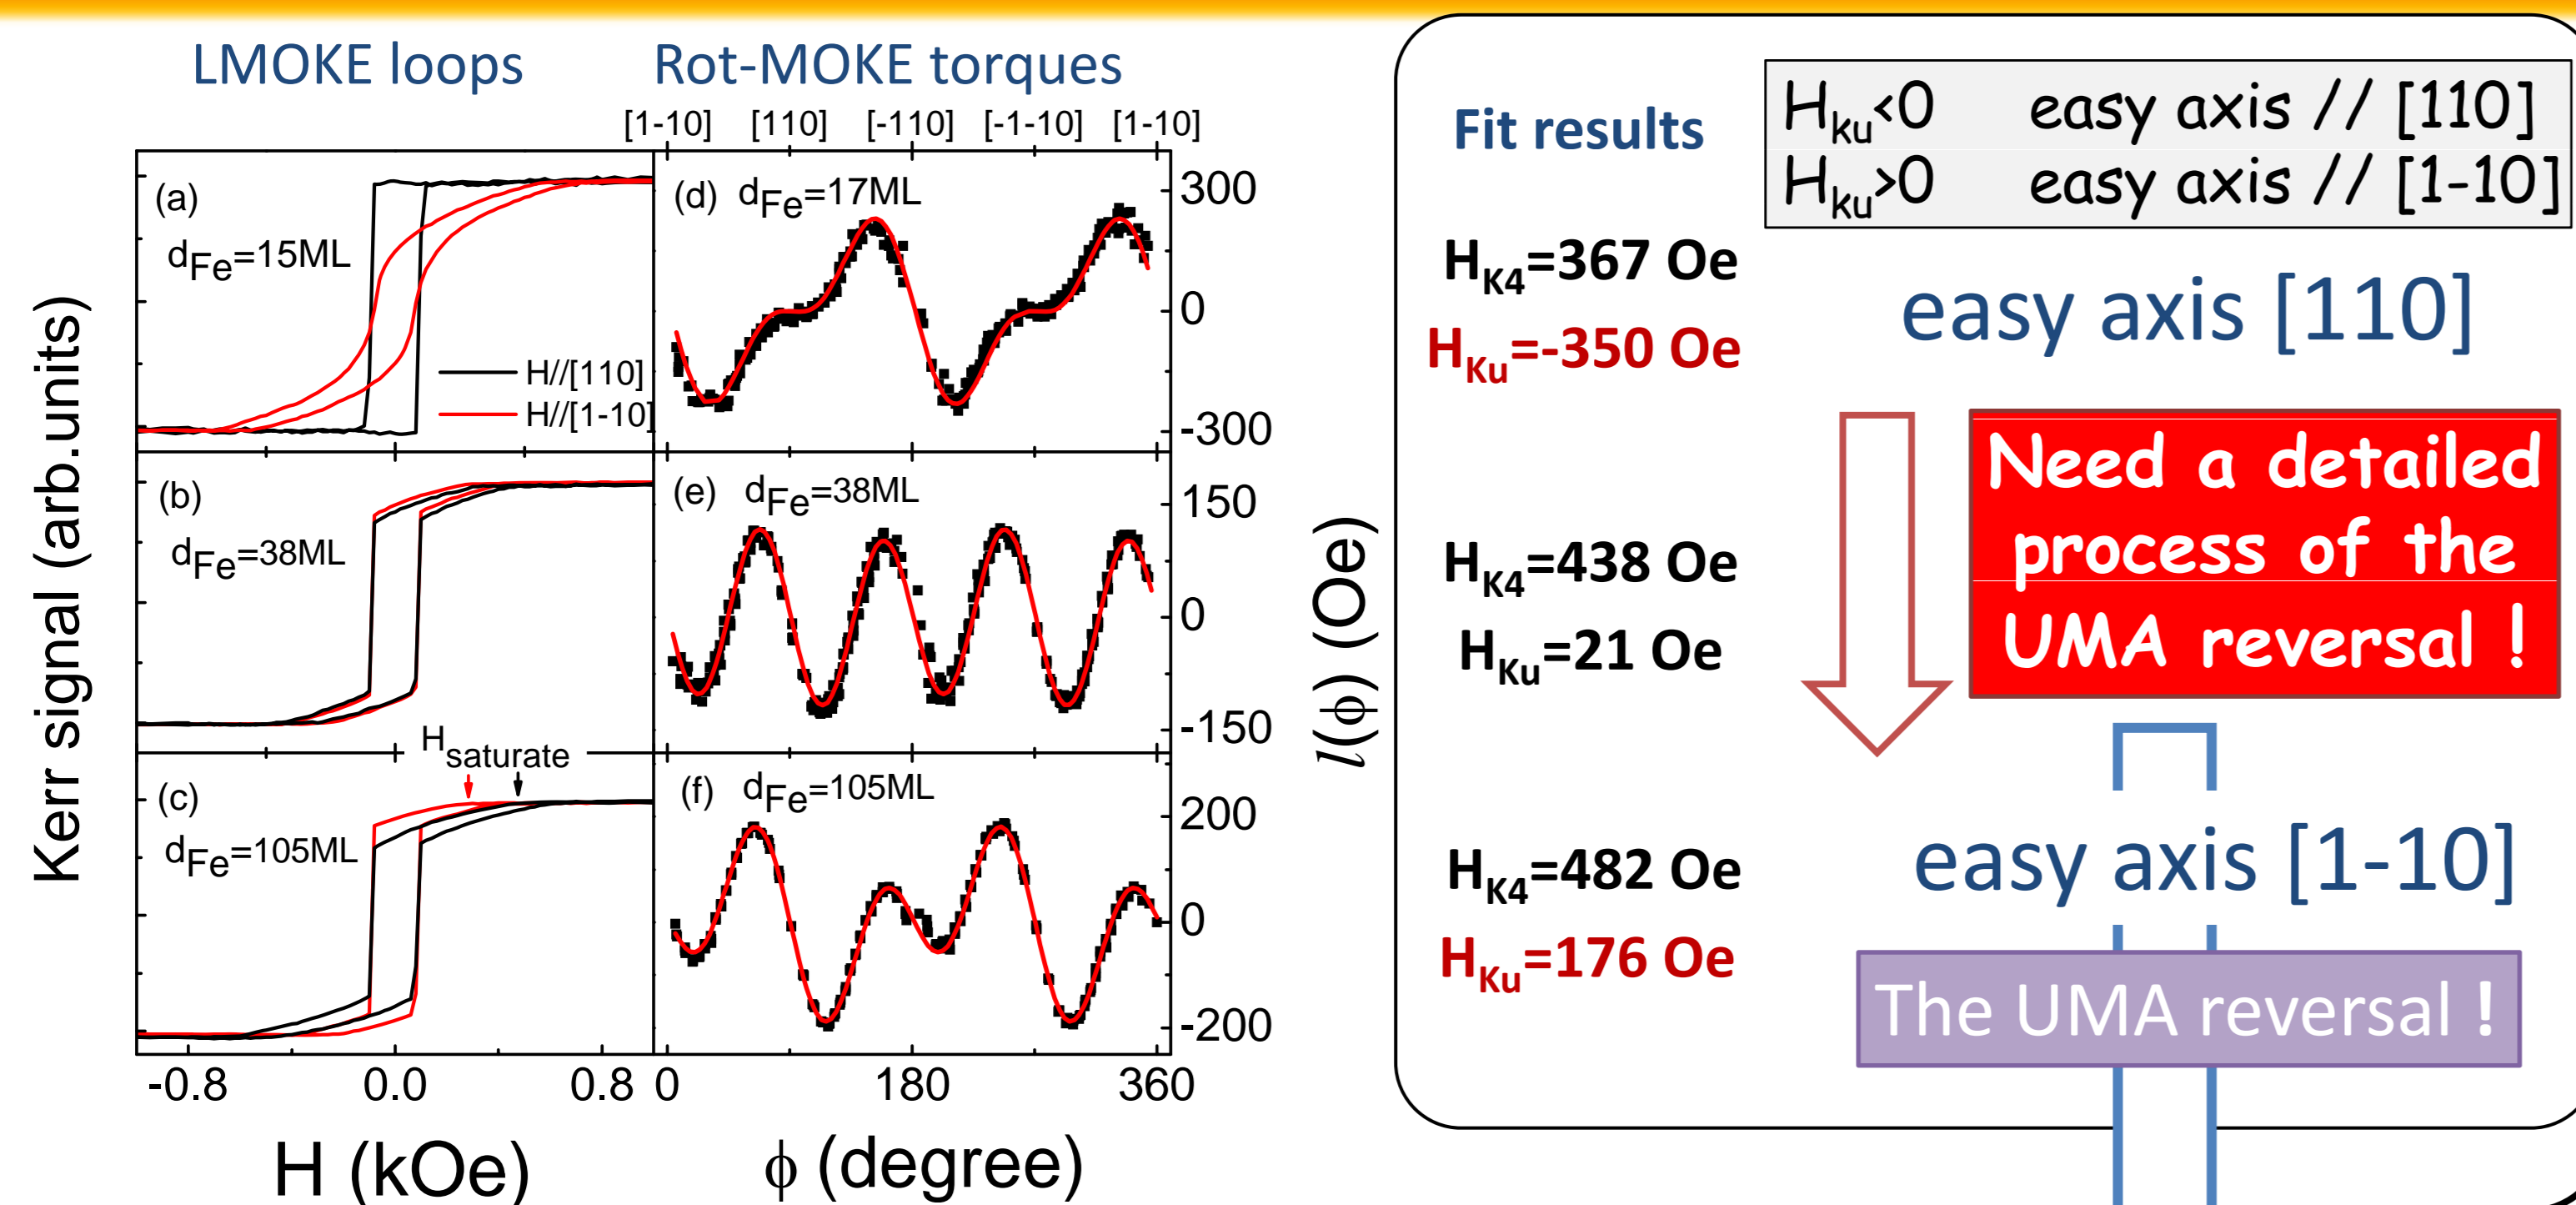 LMOKE loops
Rot-MOKE torques
[1-10] [110] [-110] [-1-10] [1-10]
Kerr signal (arb.units)
(a)
dFe=15ML
H//[110]
H//[1-10]
(b)
dFe=38ML
Hsaturate
(c)
dFe=105ML
-0.8 0.0 0.8
H (kOe)
(d) dFe=17ML
300
0
-300
(e) dFe=38ML
150
0
-150
(f) dFe=105ML
200
0
-200
0 180 360
ϕ (degree)
l(ϕ) (Oe)
Fit results
Hku<0 easy axis // [110]
Hku>0 easy axis // [1-10]
HK4=367 Oe
HKu=-350 Oe
easy axis [110]
Need a detailed
process of the
UMA reversal !
HK4=438 Oe
HKu=21 Oe
HK4=482 Oe
HKu=176 Oe
easy axis [1-10]
The UMA reversal !